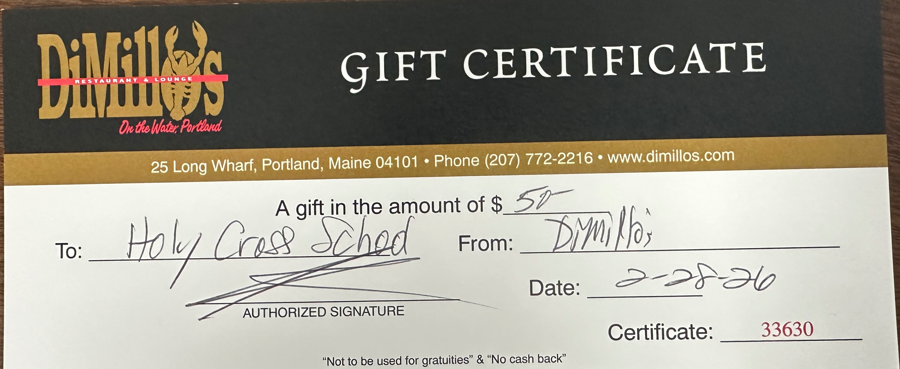 DiMillo's
RESTAURANT & LOUNGE
On the Water, Portland
GIFT CERTIFICATE
25 Long Wharf, Portland, Maine 04101 • Phone (207) 772-2216 • www.dimillos.com
A gift in the amount of $ 50-
To: Holy Cross School From: DiMillo's
AUTHORIZED SIGNATURE
Date: 2-28-26
Certificate: 33630
"Not to be used for gratuities" & "No cash back"